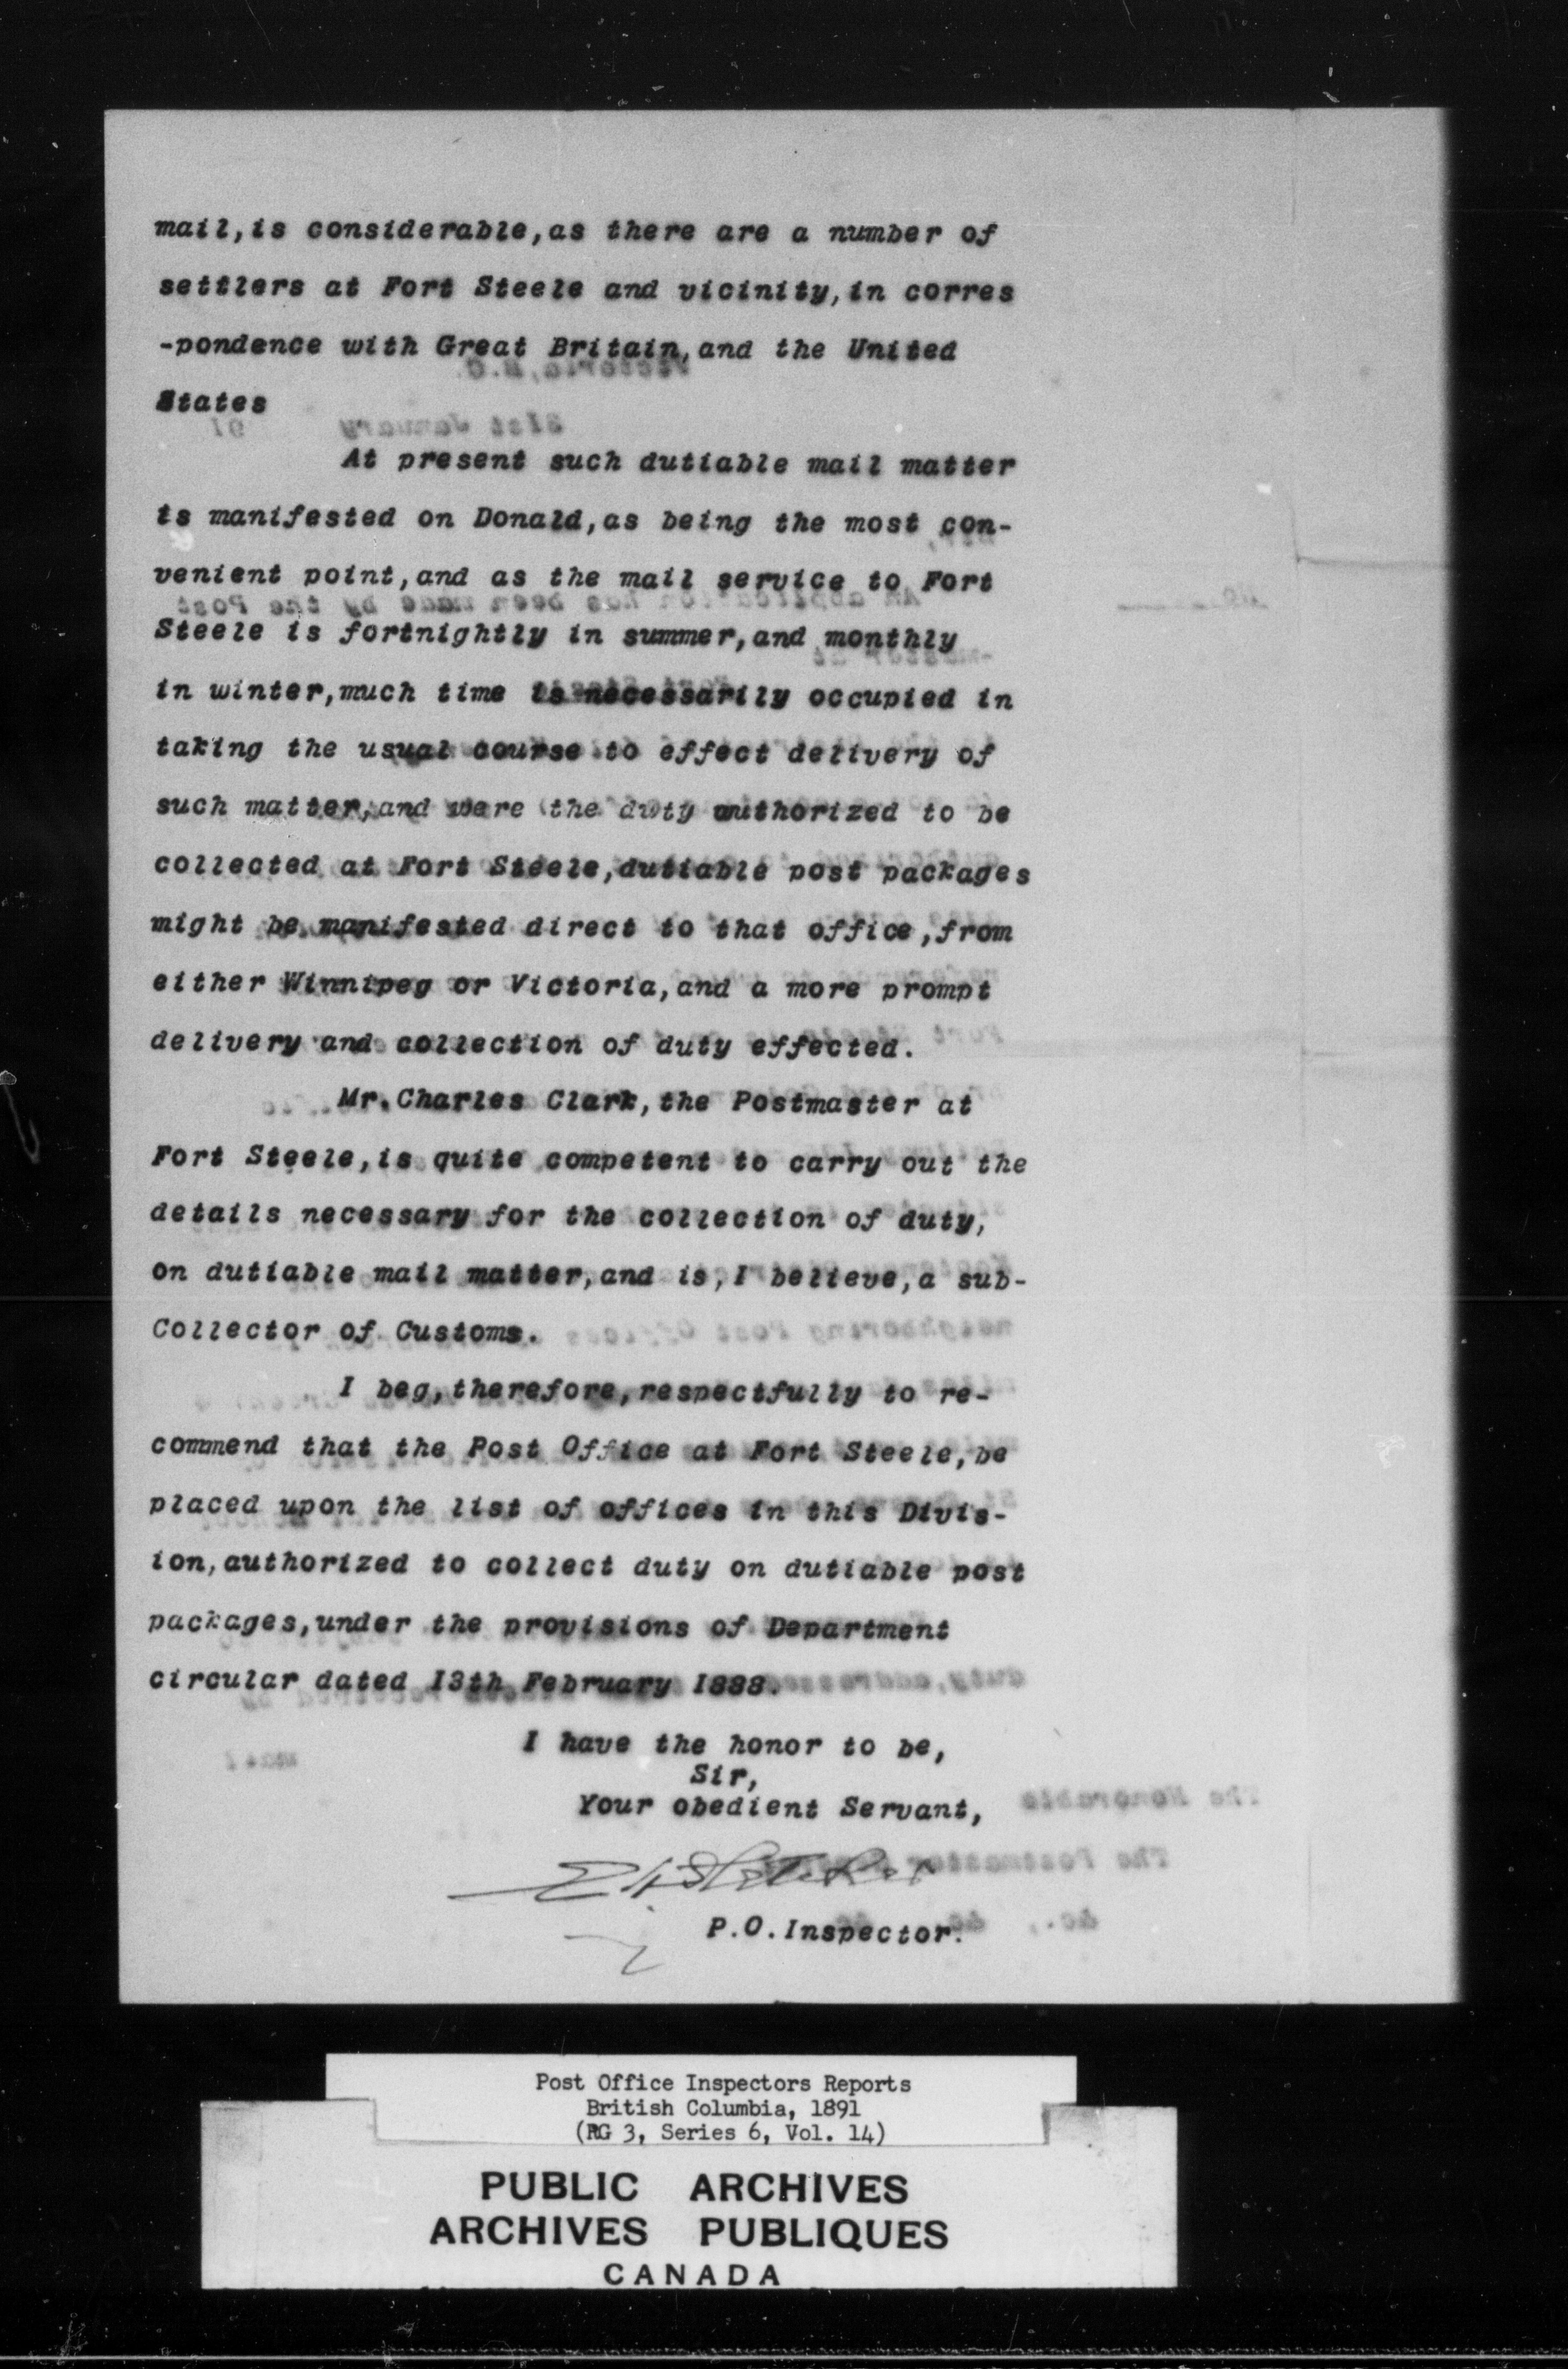 mail,is considerable,as there are a number of
settlers at Fort Steele and vicinity,in corres
-pondence with Great Britain,and the United
States
At present such dutiable mail matter
is manifested on Donald,as being the most con-
venient point,and as the mail service to Fort
Steele is fortnightly in summer,and monthly
in winter,much time is necessarily occupied in
taking the usual course to effect delivery of
such matter,and were the duty authorized to be
collected at Fort Steele,dutiable post packages
might be manifested direct to that office,from
either Winnipeg or Victoria,and a more prompt
delivery and collection of duty effected.
Mr.Charles Clark,the Postmaster at
Fort Steele,is quite competent to carry out the
details necessary for the collection of duty,
on dutiable mail matter,and is,I believe,a sub-
Collector of Customs.
I beg,therefore,respectfully to re-
commend that the Post Office at Fort Steele,be
placed upon the list of offices in this Divis-
ion,authorized to collect duty on dutiable post
packages,under the provisions of Department
circular dated I3th February I888.
I have the honor to be,
Sir,
Your obedient Servant,
P.O.Inspector.
Post Office Inspectors Reports
British Columbia, 1891
(RG 3, Series 6, Vol. 14)
PUBLIC ARCHIVES
ARCHIVES PUBLIQUES
CANADA